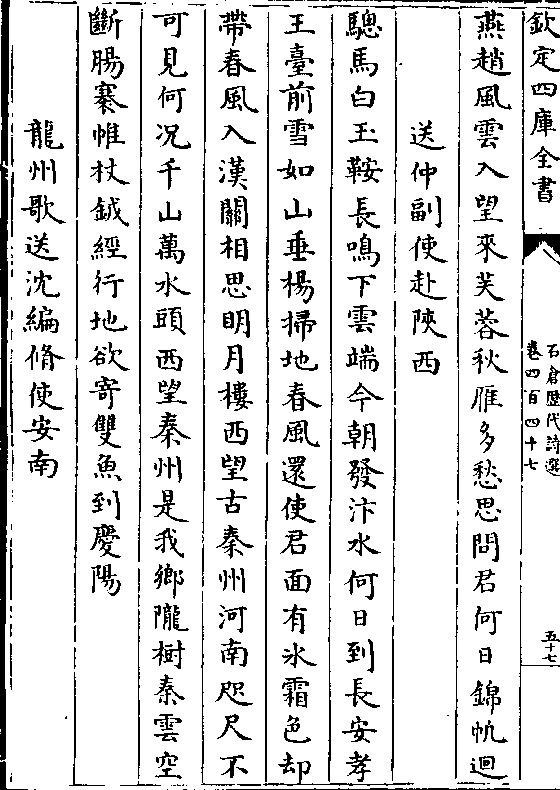 欽定四庫全書
石倉歷代詩選
卷四百四十七
五十七
燕趙風雲入望來芙蓉秋雁多愁思問君何日錦帆迴
送仲副使赴陜西
驄馬白玉鞍長鳴下雲端今朝發汴水何日到長安孝
王臺前雪如山垂楊掃地春風還使君面有氷霜色却
帶春風入漢關相思明月樓西望古秦州河南咫尺不
可見何况千山萬水頭西望秦州是我鄉隴樹秦雲空
斷腸褰帷杖鉞經行地欲寄雙魚到慶陽
龍州歌送沈編脩使安南